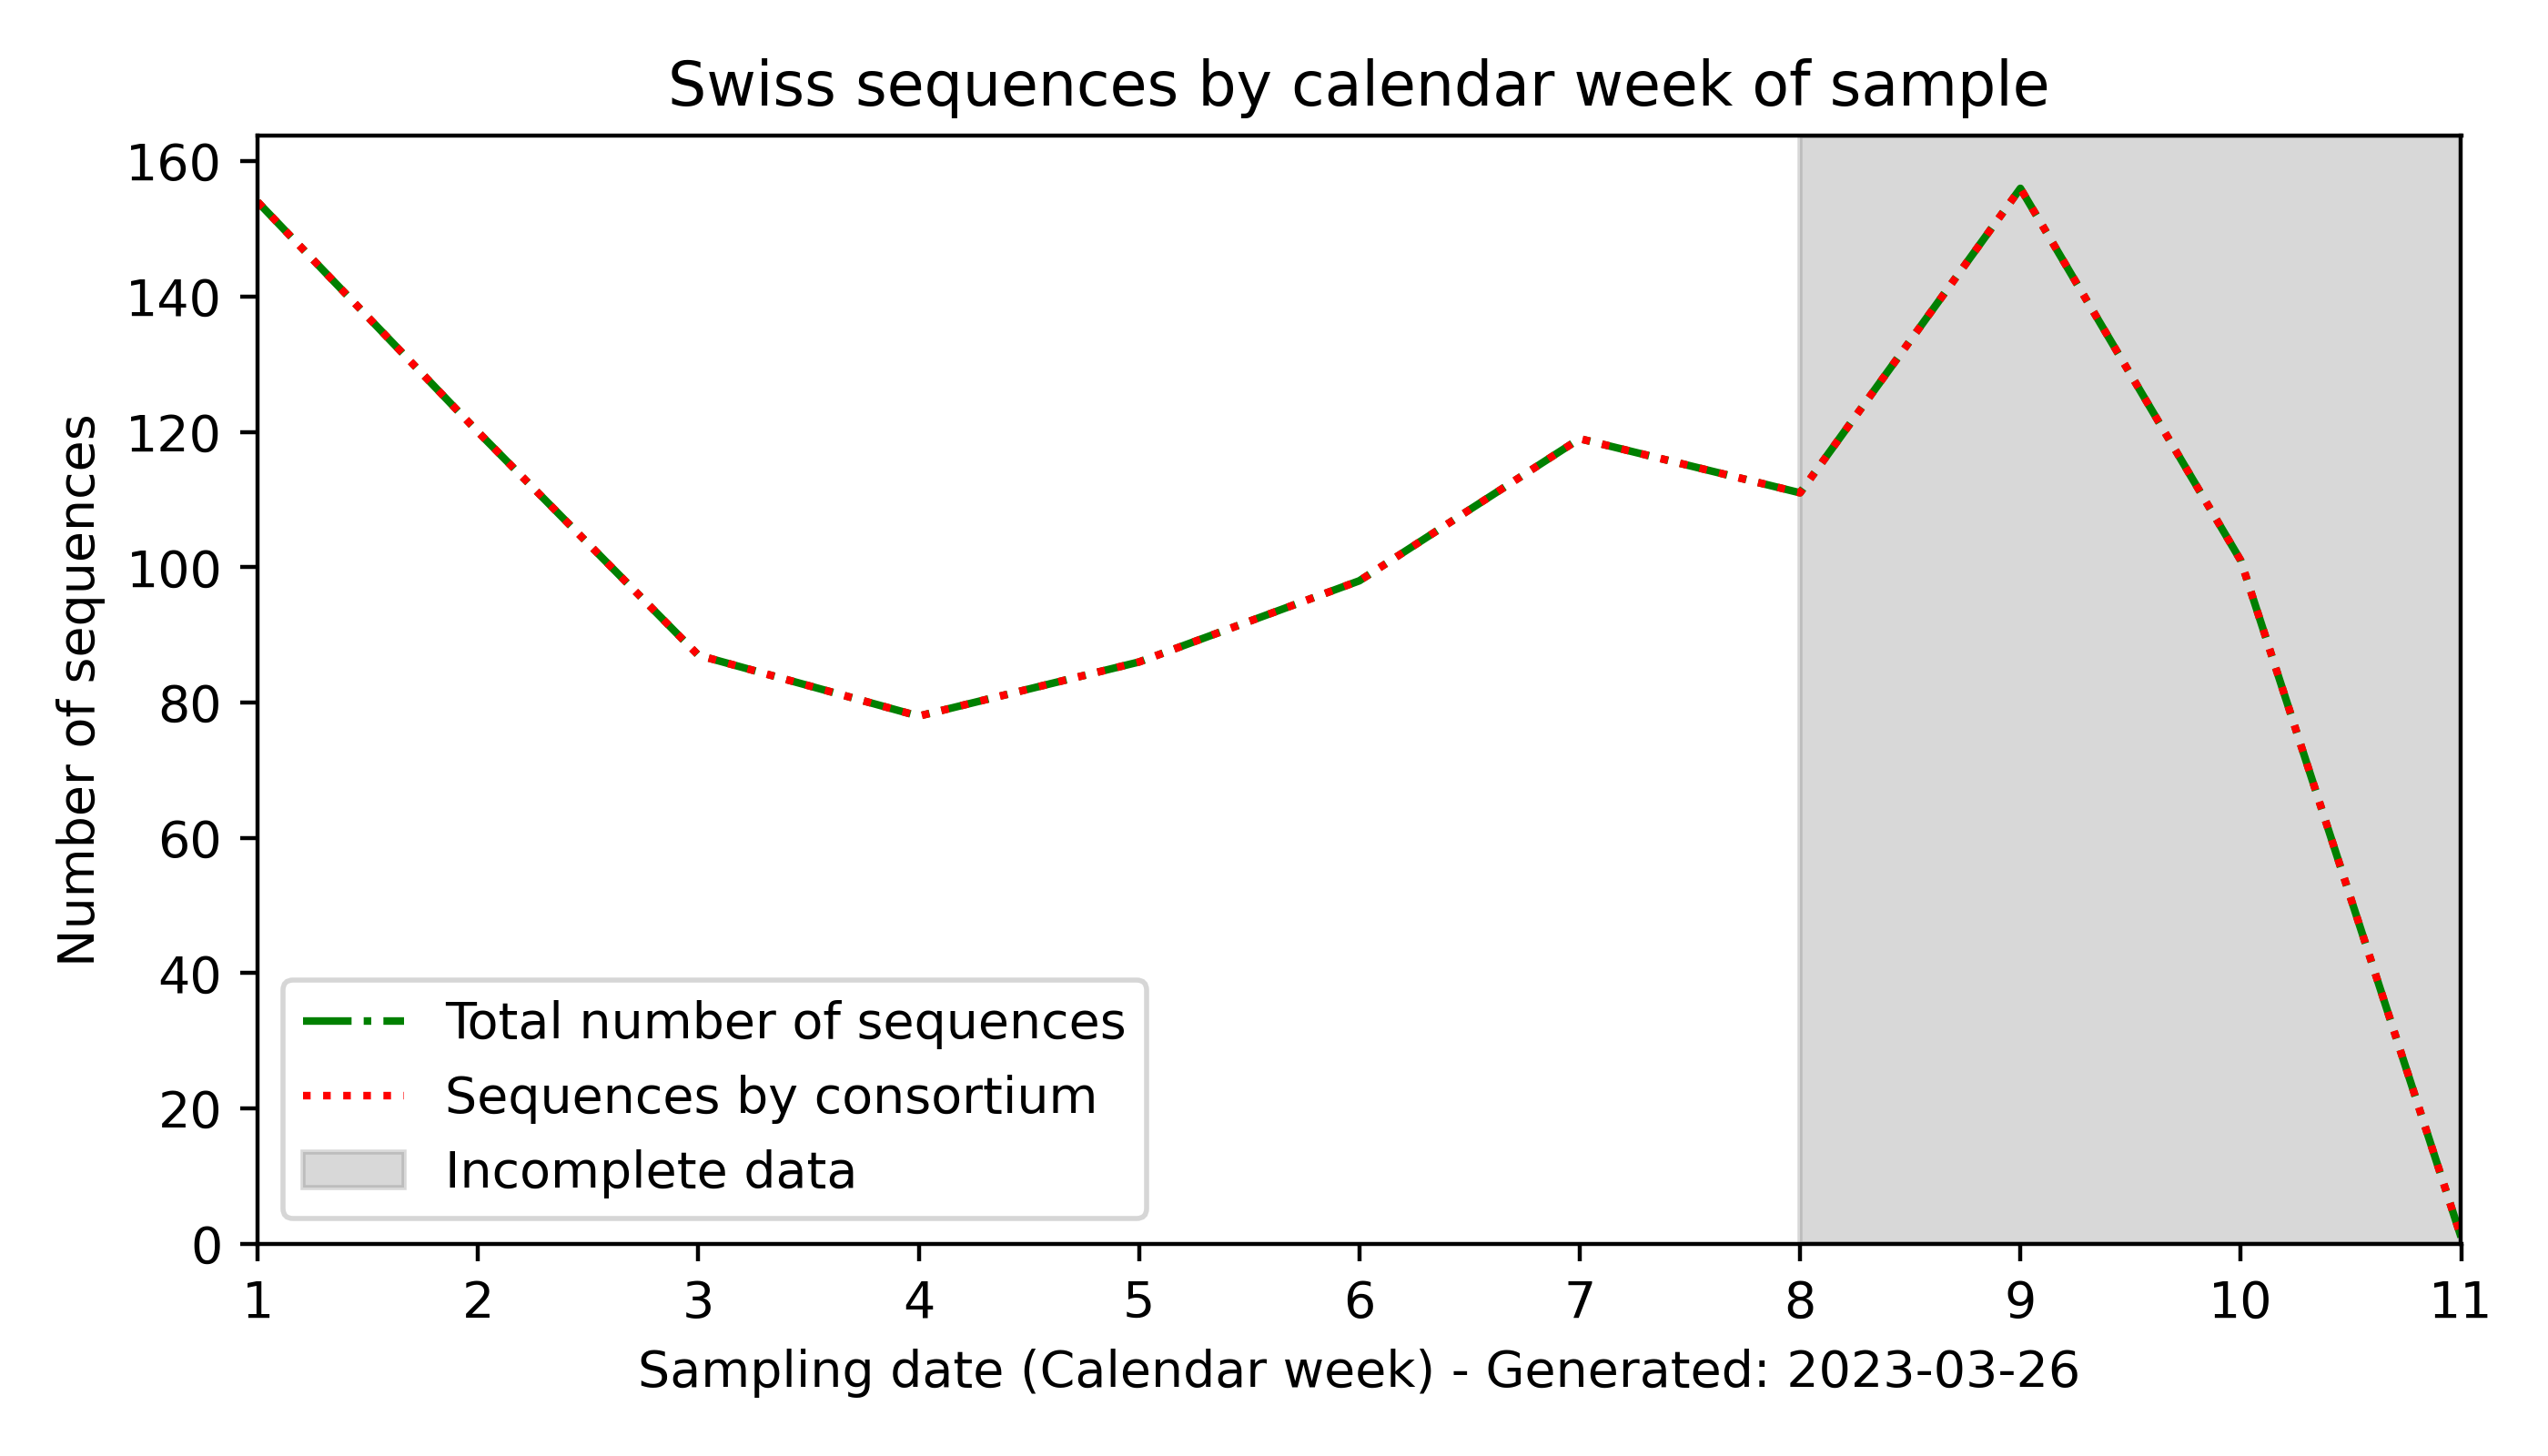 Swiss sequences by calendar week of sample
160
140
120
100
80
60
40
20
0
Number of sequences
Total number of sequences
Sequences by consortium
Incomplete data
1 2 3 4 5 6 7 8 9 10 11
Sampling date (Calendar week) - Generated: 2023-03-26